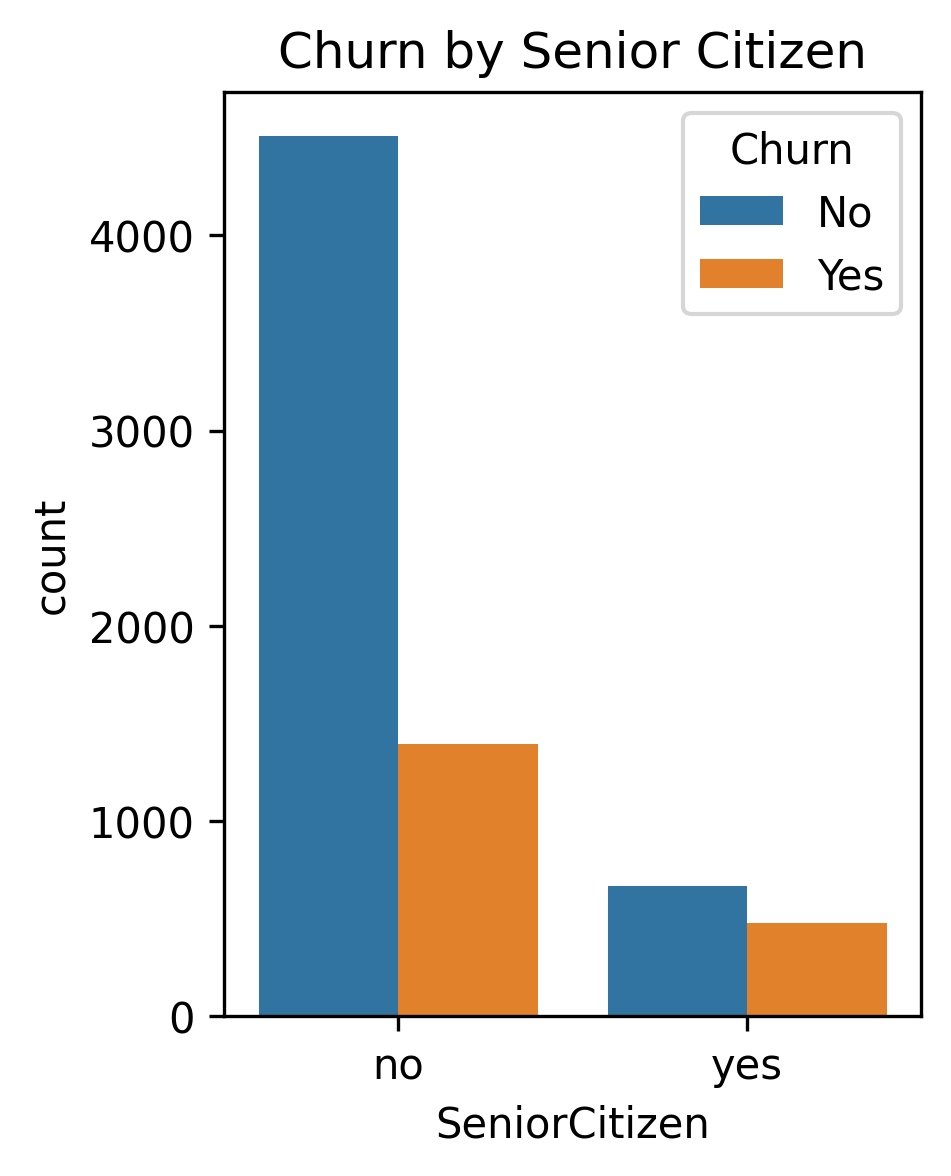 Churn by Senior Citizen
Churn
No
Yes
4000
3000
2000
1000
0
count
no yes
SeniorCitizen